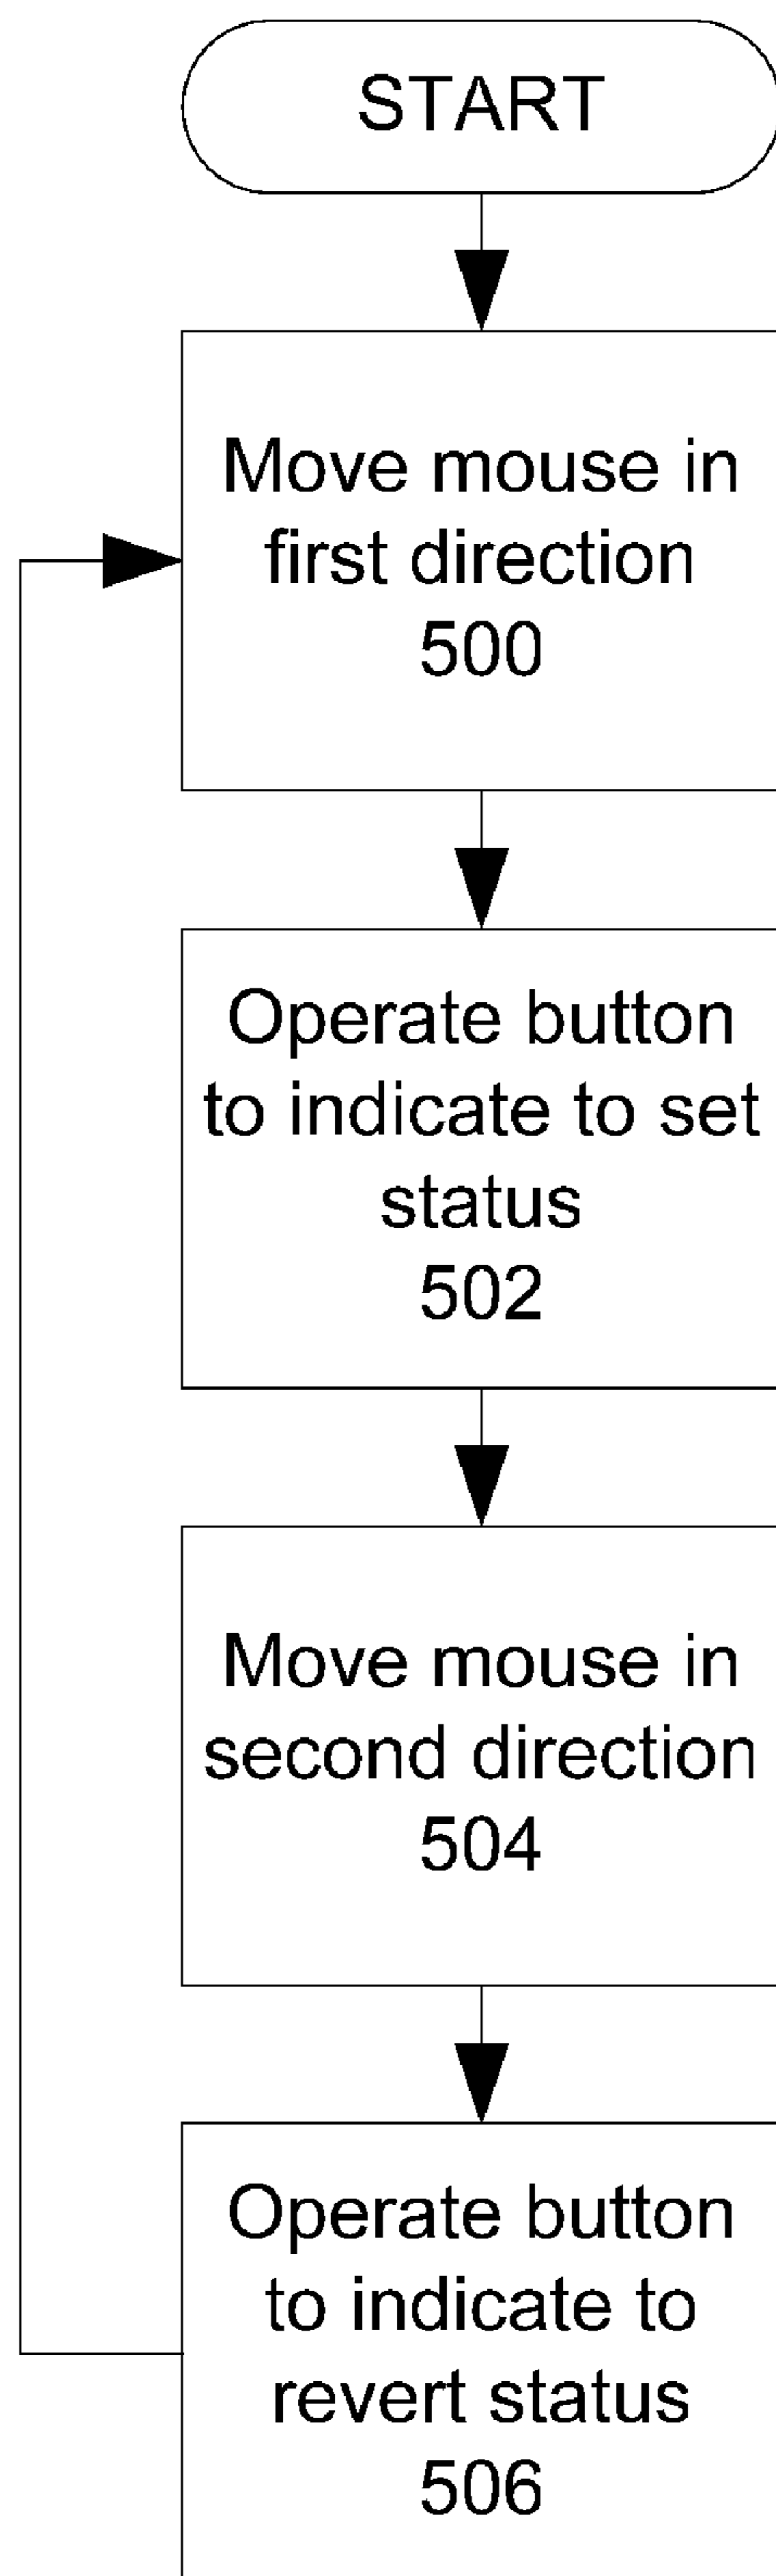 START
Move mouse in
first direction
500
Operate button
to indicate to set
status
502
Move mouse in
second direction
504
Operate button
to indicate to
revert status
506